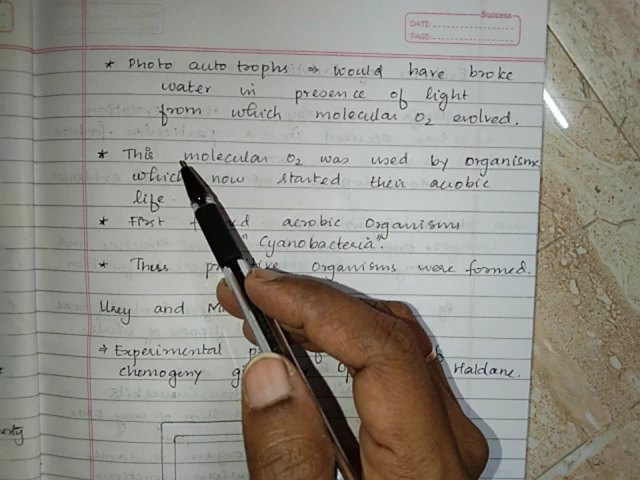 Success
DATE
PAGE
* Photo auto trophs ⇒ would have broke
water in presence of light
from which molecular O2 evolved.
* This molecular O2 was used by organisms
which now started their aerobic
life.
* First aerobic Organisms
"Cyanobacteria".
* Thus organisms were formed.
Urey and
→ Experimental
chemogeny Haldane.